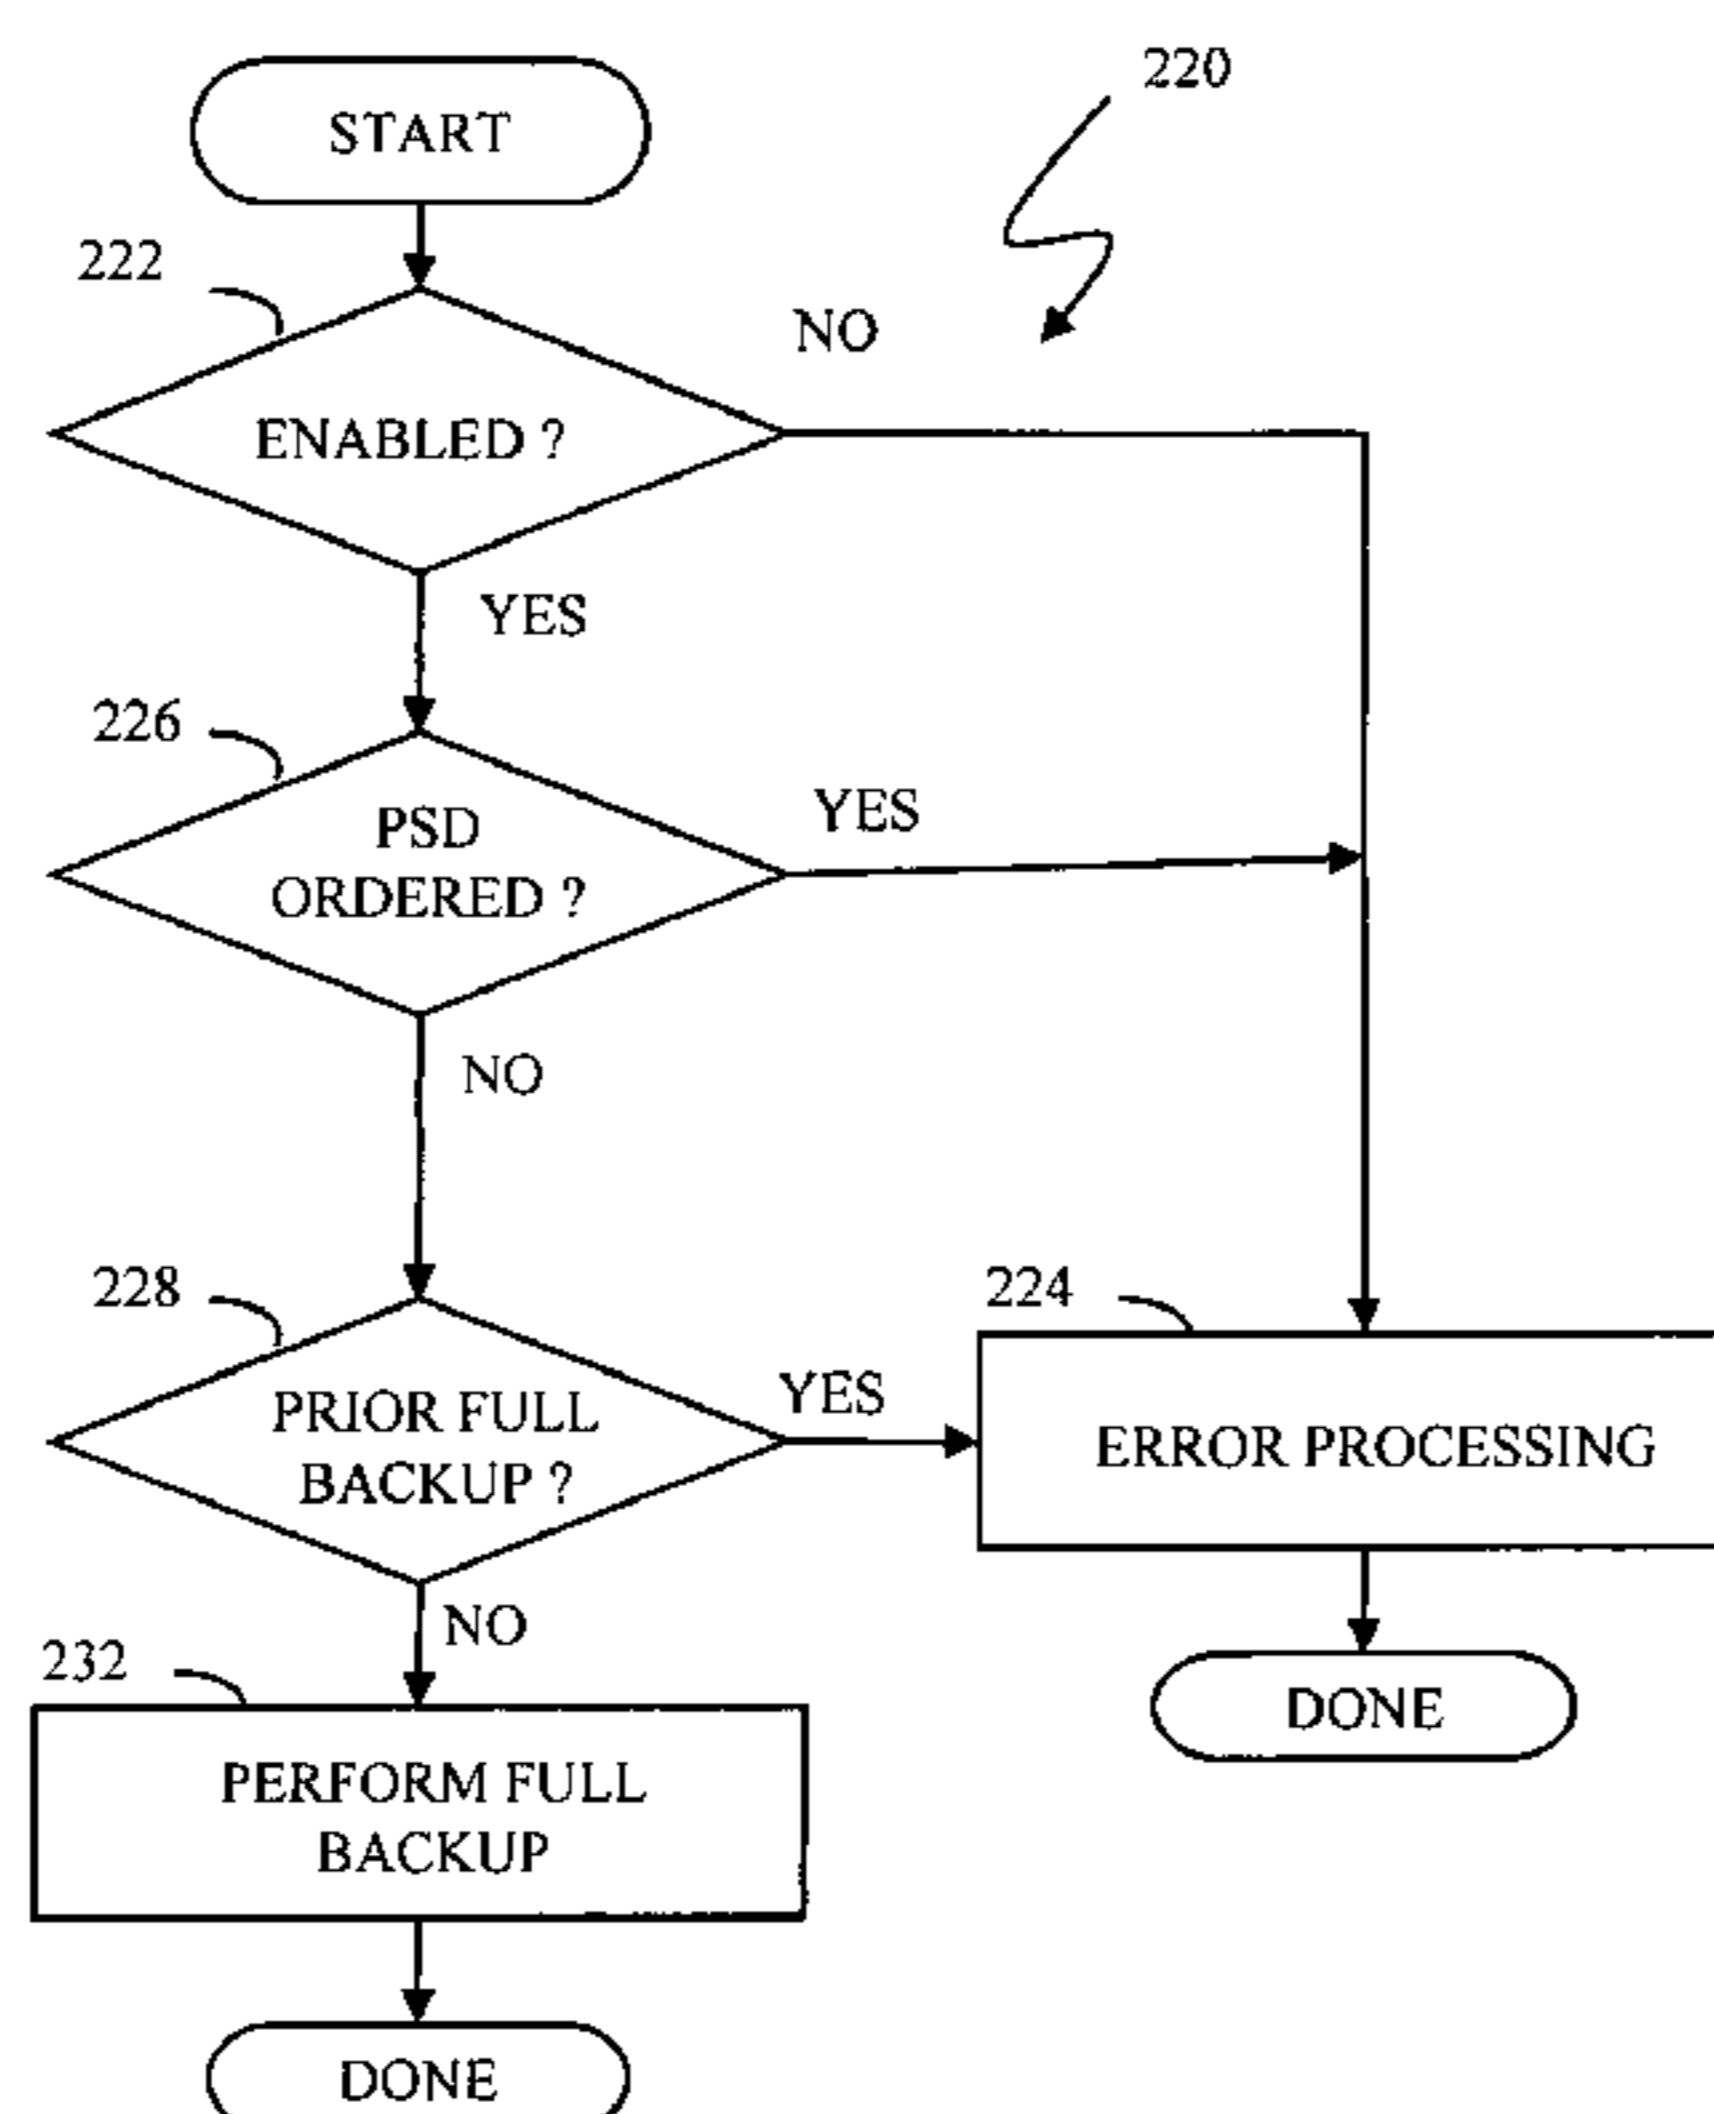 220
START
222
NO
ENABLED ?
YES
226
PSD
ORDERED ?
YES
NO
228
PRIOR FULL
BACKUP ?
YES
224
ERROR PROCESSING
NO
DONE
232
PERFORM FULL
BACKUP
DONE